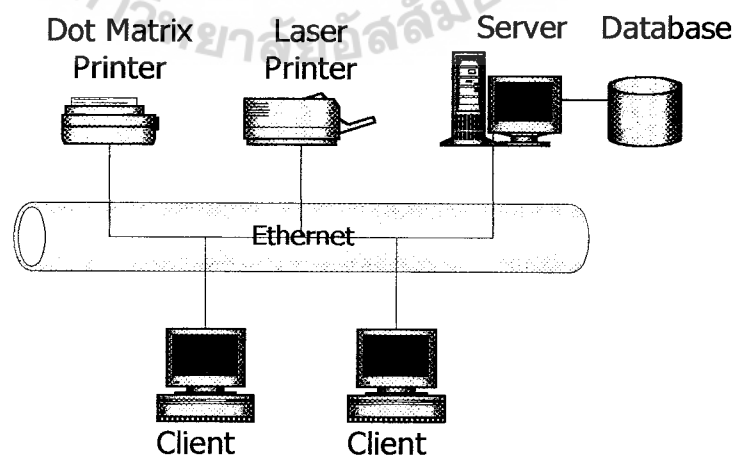 Dot Matrix
Printer
Laser
Printer
Server
Database
Ethernet
Client
Client